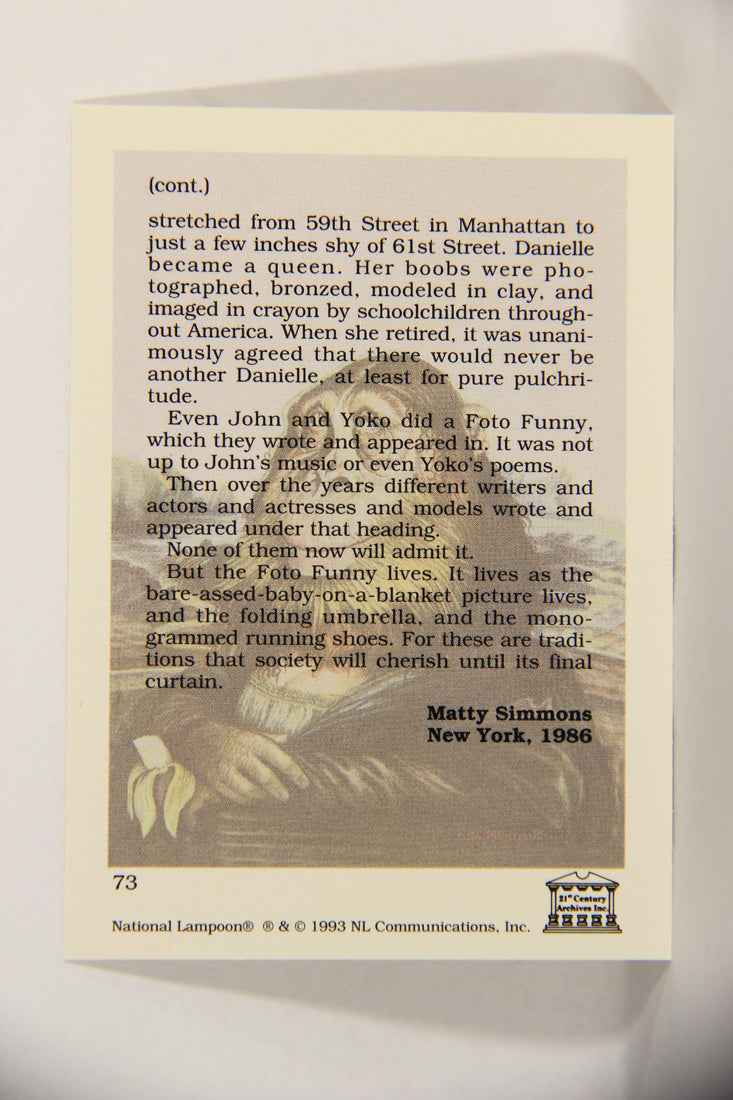 (cont.)
stretched from 59th Street in Manhattan to
just a few inches shy of 61st Street. Danielle
became a queen. Her boobs were pho-
tographed, bronzed, modeled in clay, and
imaged in crayon by schoolchildren through-
out America. When she retired, it was unani-
mously agreed that there would never be
another Danielle, at least for pure pulchri-
tude.
Even John and Yoko did a Foto Funny,
which they wrote and appeared in. It was not
up to John's music or even Yoko's poems.
Then over the years different writers and
actors and actresses and models wrote and
appeared under that heading.
None of them now will admit it.
But the Foto Funny lives. It lives as the
bare-assed-baby-on-a-blanket picture lives,
and the folding umbrella, and the mono-
grammed running shoes. For these are tradi-
tions that society will cherish until its final
curtain.
Matty Simmons
New York, 1986
73
21st Century
Archives Inc.
National Lampoon® ® & © 1993 NL Communications, Inc.